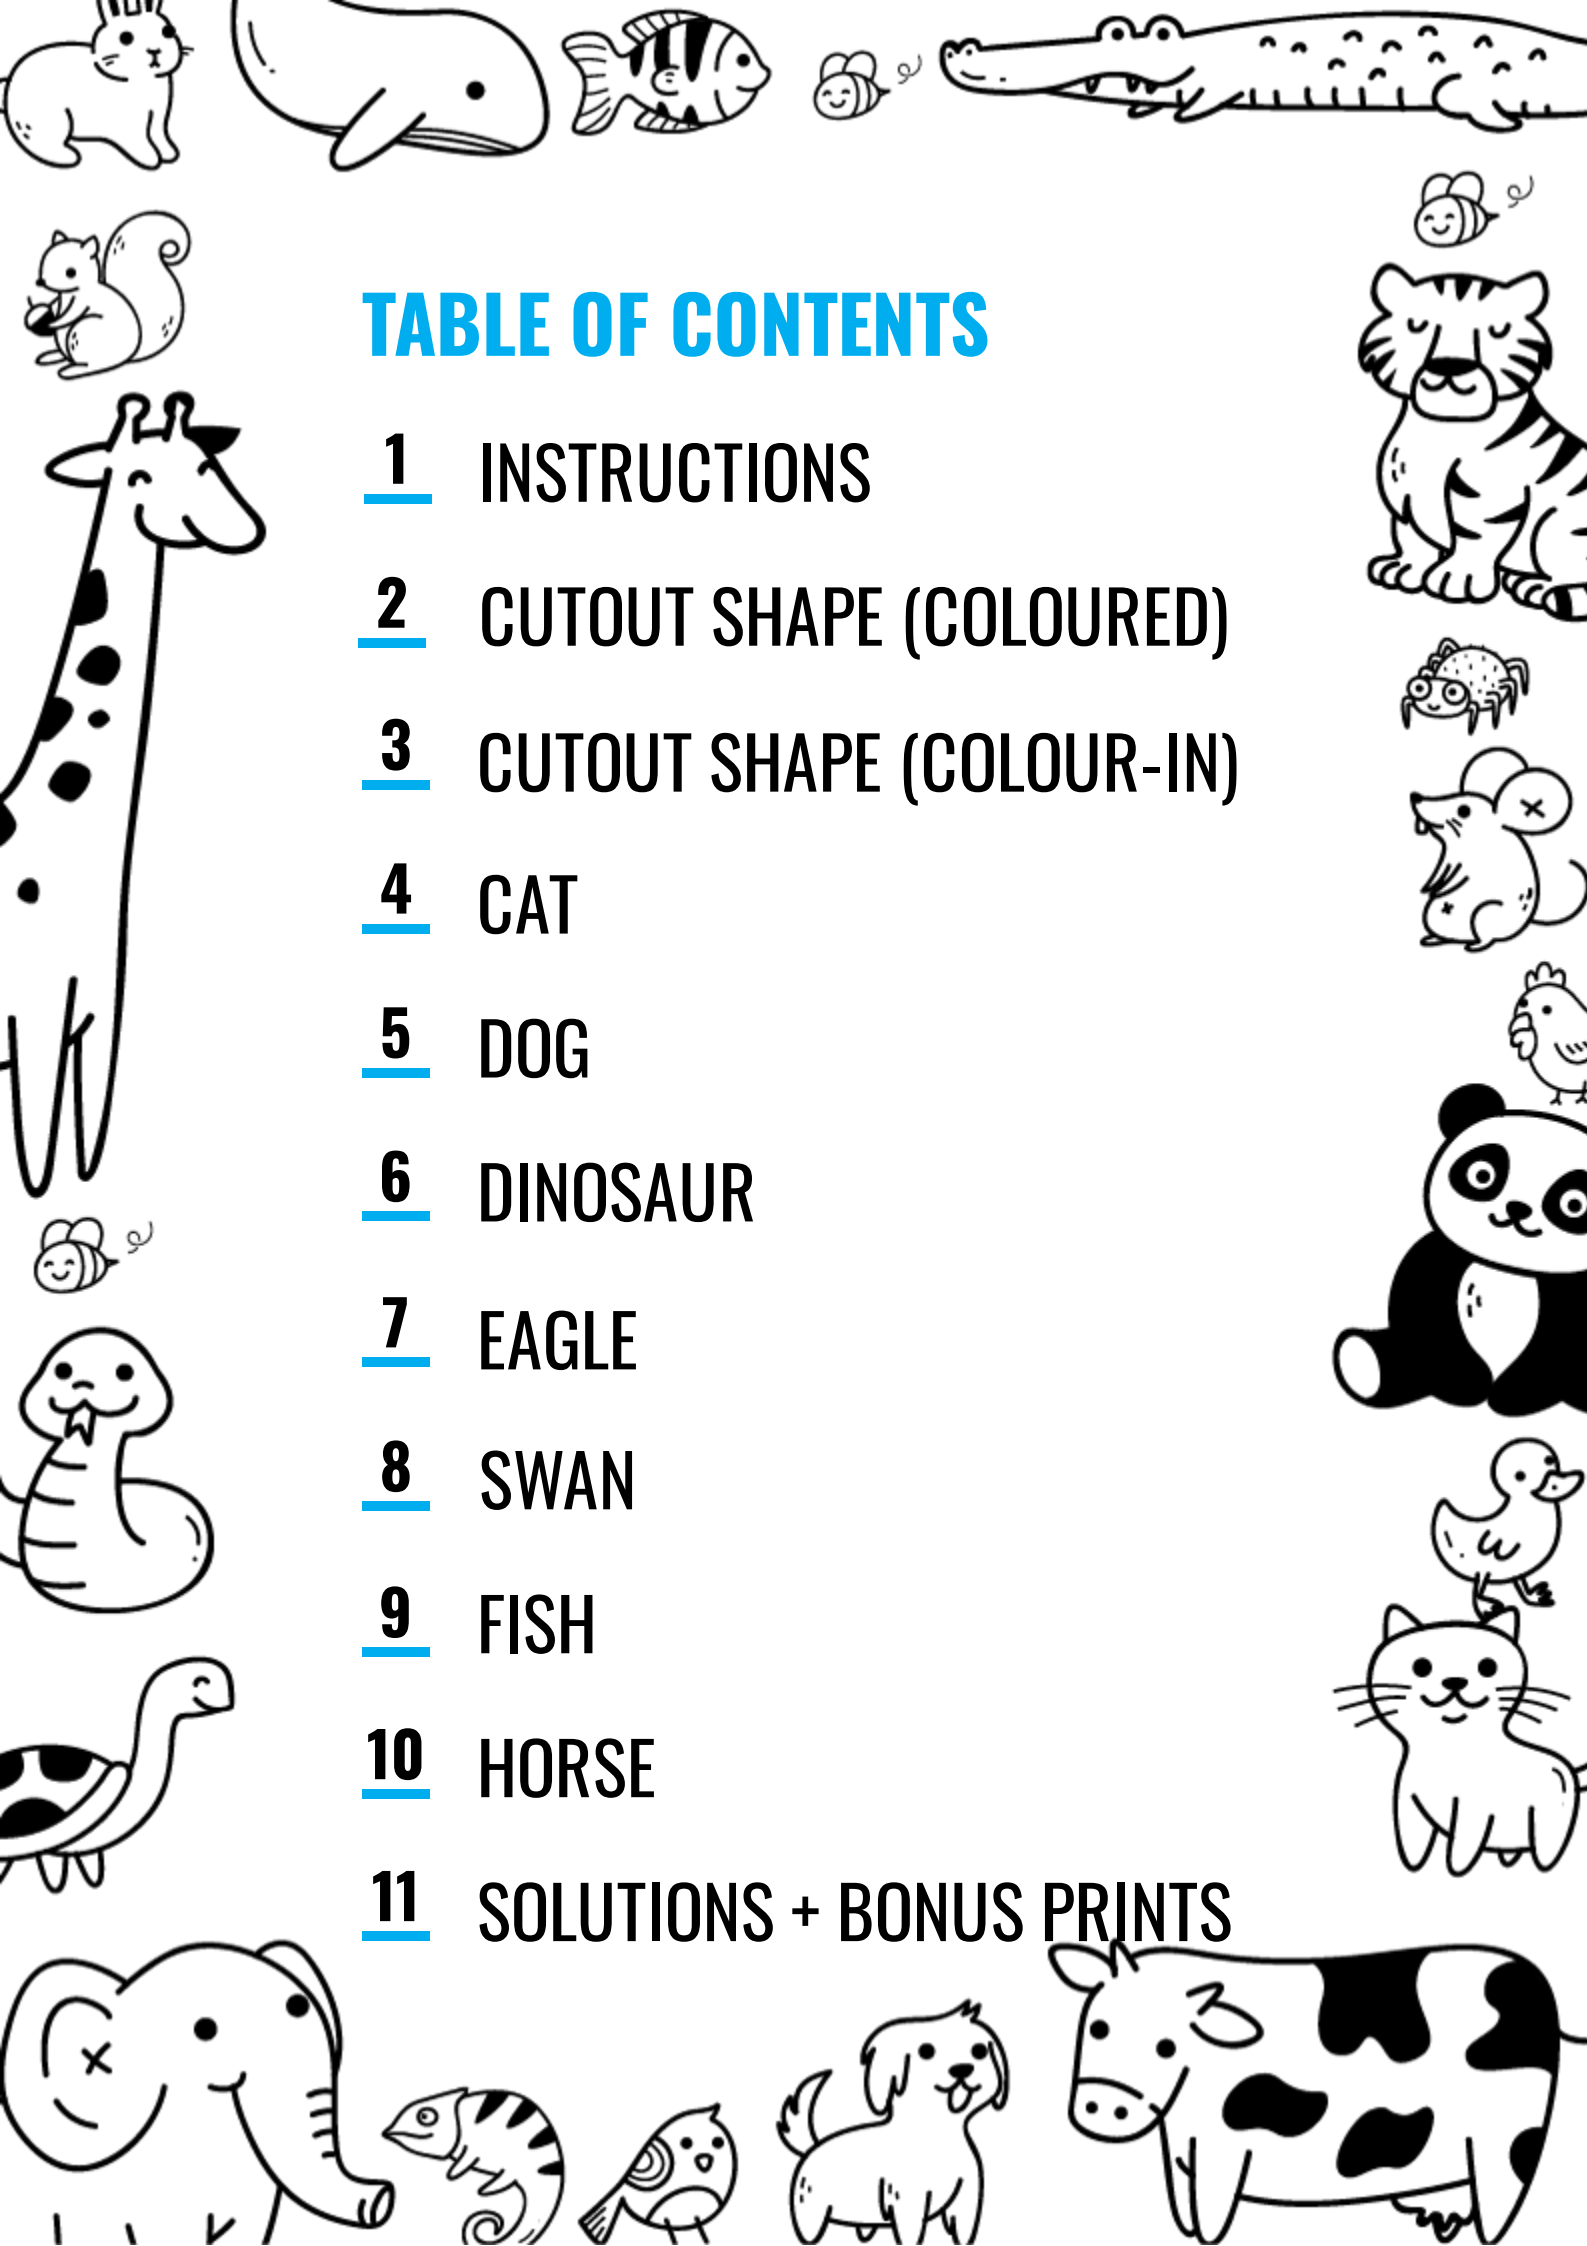 TABLE OF CONTENTS
1 INSTRUCTIONS
2 CUTOUT SHAPE (COLOURED)
3 CUTOUT SHAPE (COLOUR-IN)
4 CAT
5 DOG
6 DINOSAUR
7 EAGLE
8 SWAN
9 FISH
10 HORSE
11 SOLUTIONS + BONUS PRINTS